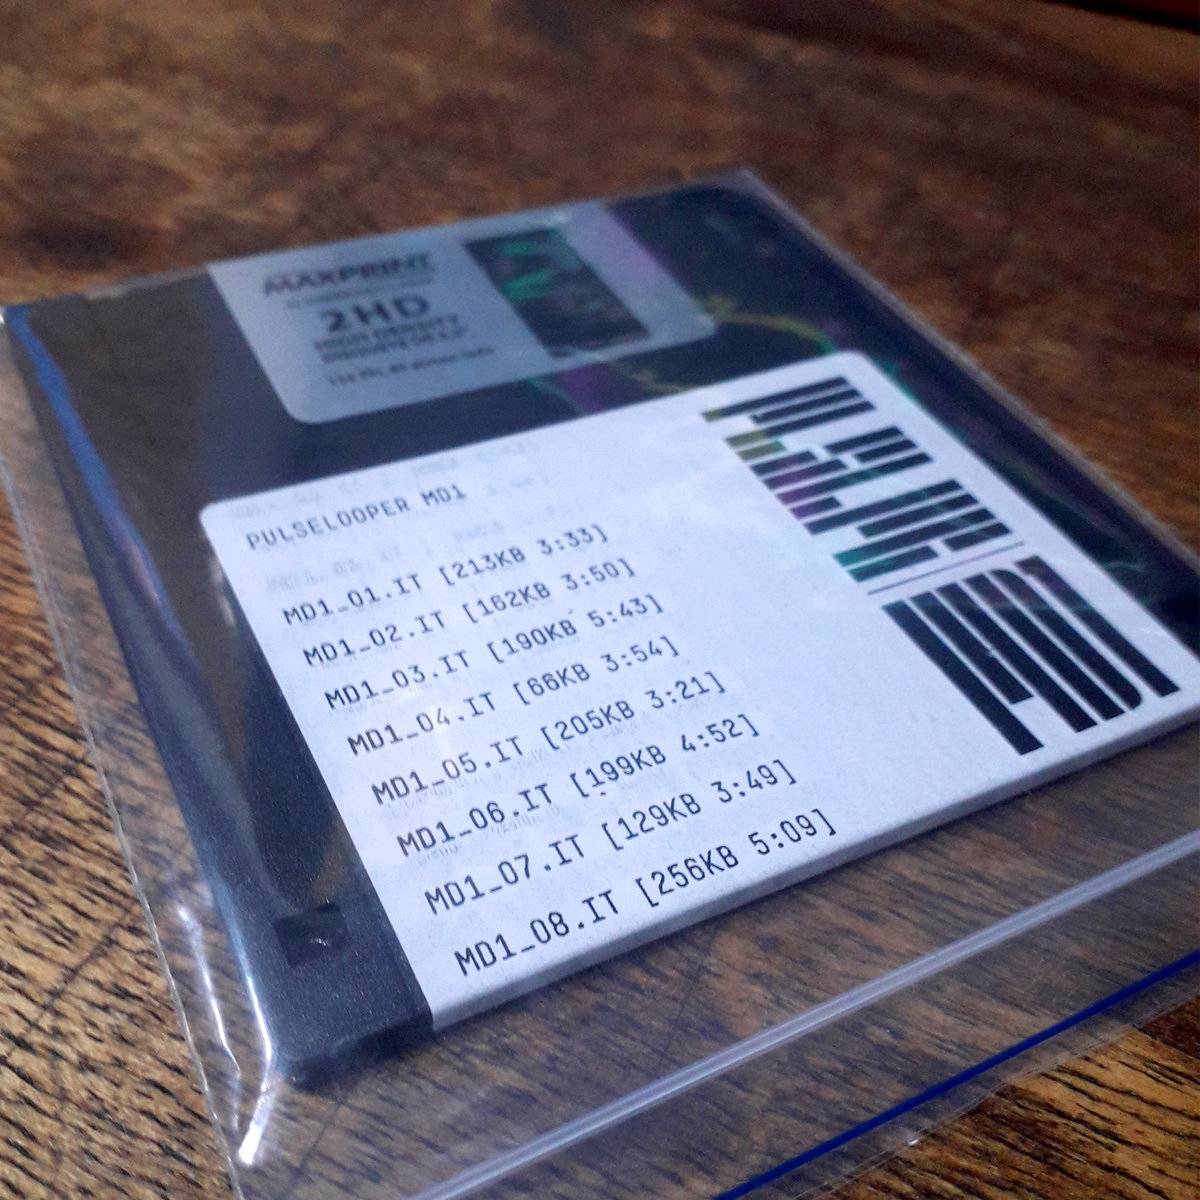 MAXPRINT
2HD
HIGH DENSITY
PULSELOOPER MD1
MD1_01.IT [213KB 3:33]
MD1_02.IT [162KB 3:50]
MD1_03.IT [190KB 5:43]
MD1_04.IT [66KB 3:54]
MD1_05.IT [205KB 3:21]
MD1_06.IT [199KB 4:52]
MD1_07.IT [129KB 3:49]
MD1_08.IT [256KB 5:09]